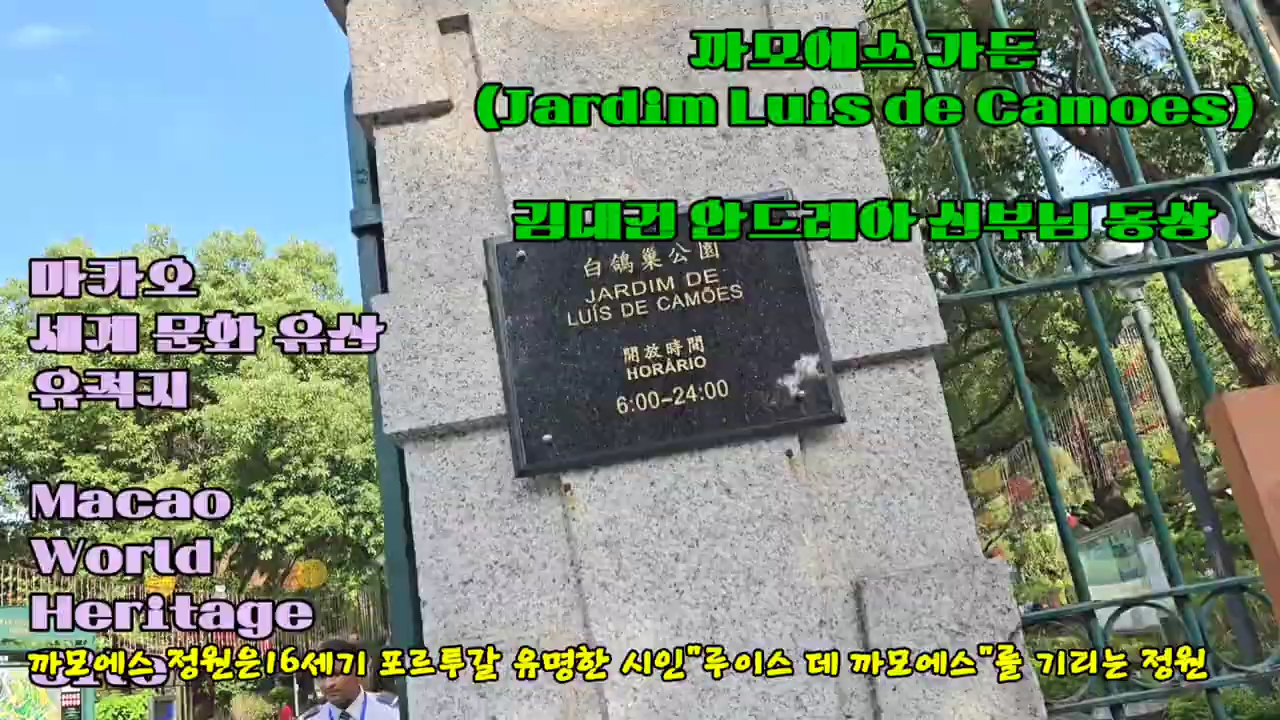 까모에스 가든
(Jardim Luis de Camoes)
김대건 안드레아 신부님 동상
白鴿巢公園
JARDIM DE
LUÍS DE CAMÕES
開放時間
HORÁRIO
6:00-24:00
마카오
세계 문화 유산
유적지
Macao
World
Heritage
까모에스 정원은16세기 포르투갈 유명한 시인"루이스 데 까모에스"를 기리는 정원